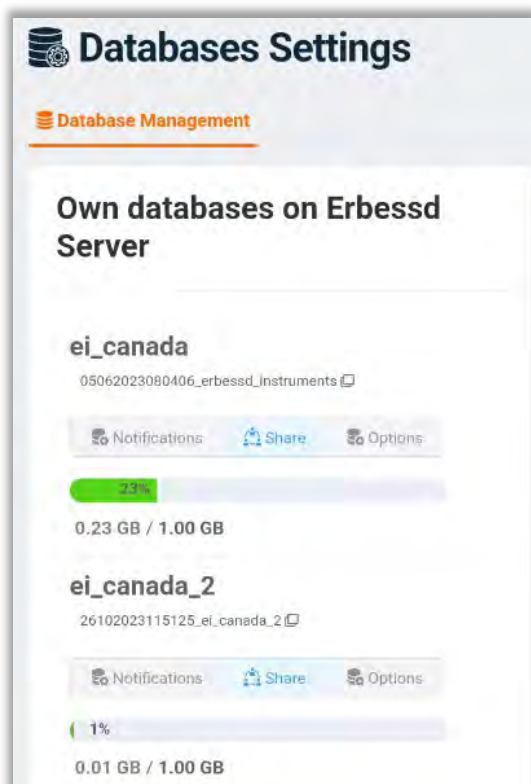 Databases Settings
Database Management
Own databases on Erbessd
Server
ei_canada
05062023080406_erbessd_instruments
Notifications Share Options
23%
0.23 GB / 1.00 GB
ei_canada_2
26102023115125_ei_canada_2
Notifications Share Options
1%
0.01 GB / 1.00 GB